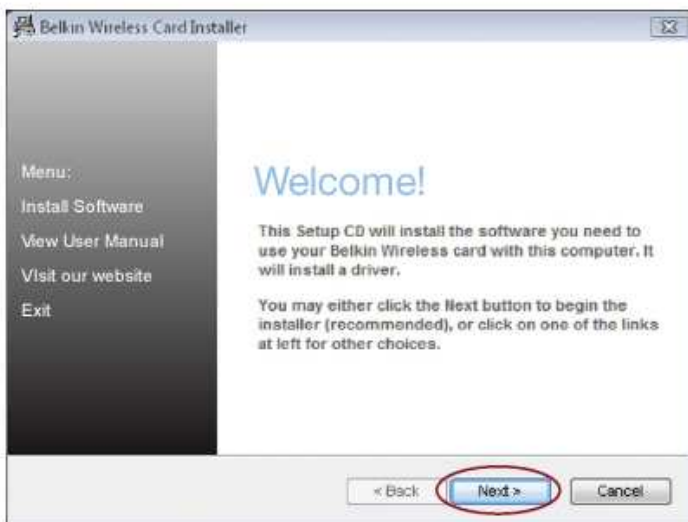 Belkin Wireless Card Installer
Menu:
Install Software
View User Manual
VIsit our website
Exit
Welcome!
This Setup CD will install the software you need to
use your Belkin Wireless card with this computer. It
will install a driver.
You may either click the Next button to begin the
installer (recommended), or click on one of the links
at left for other choices.
< Back
Next >
Cancel